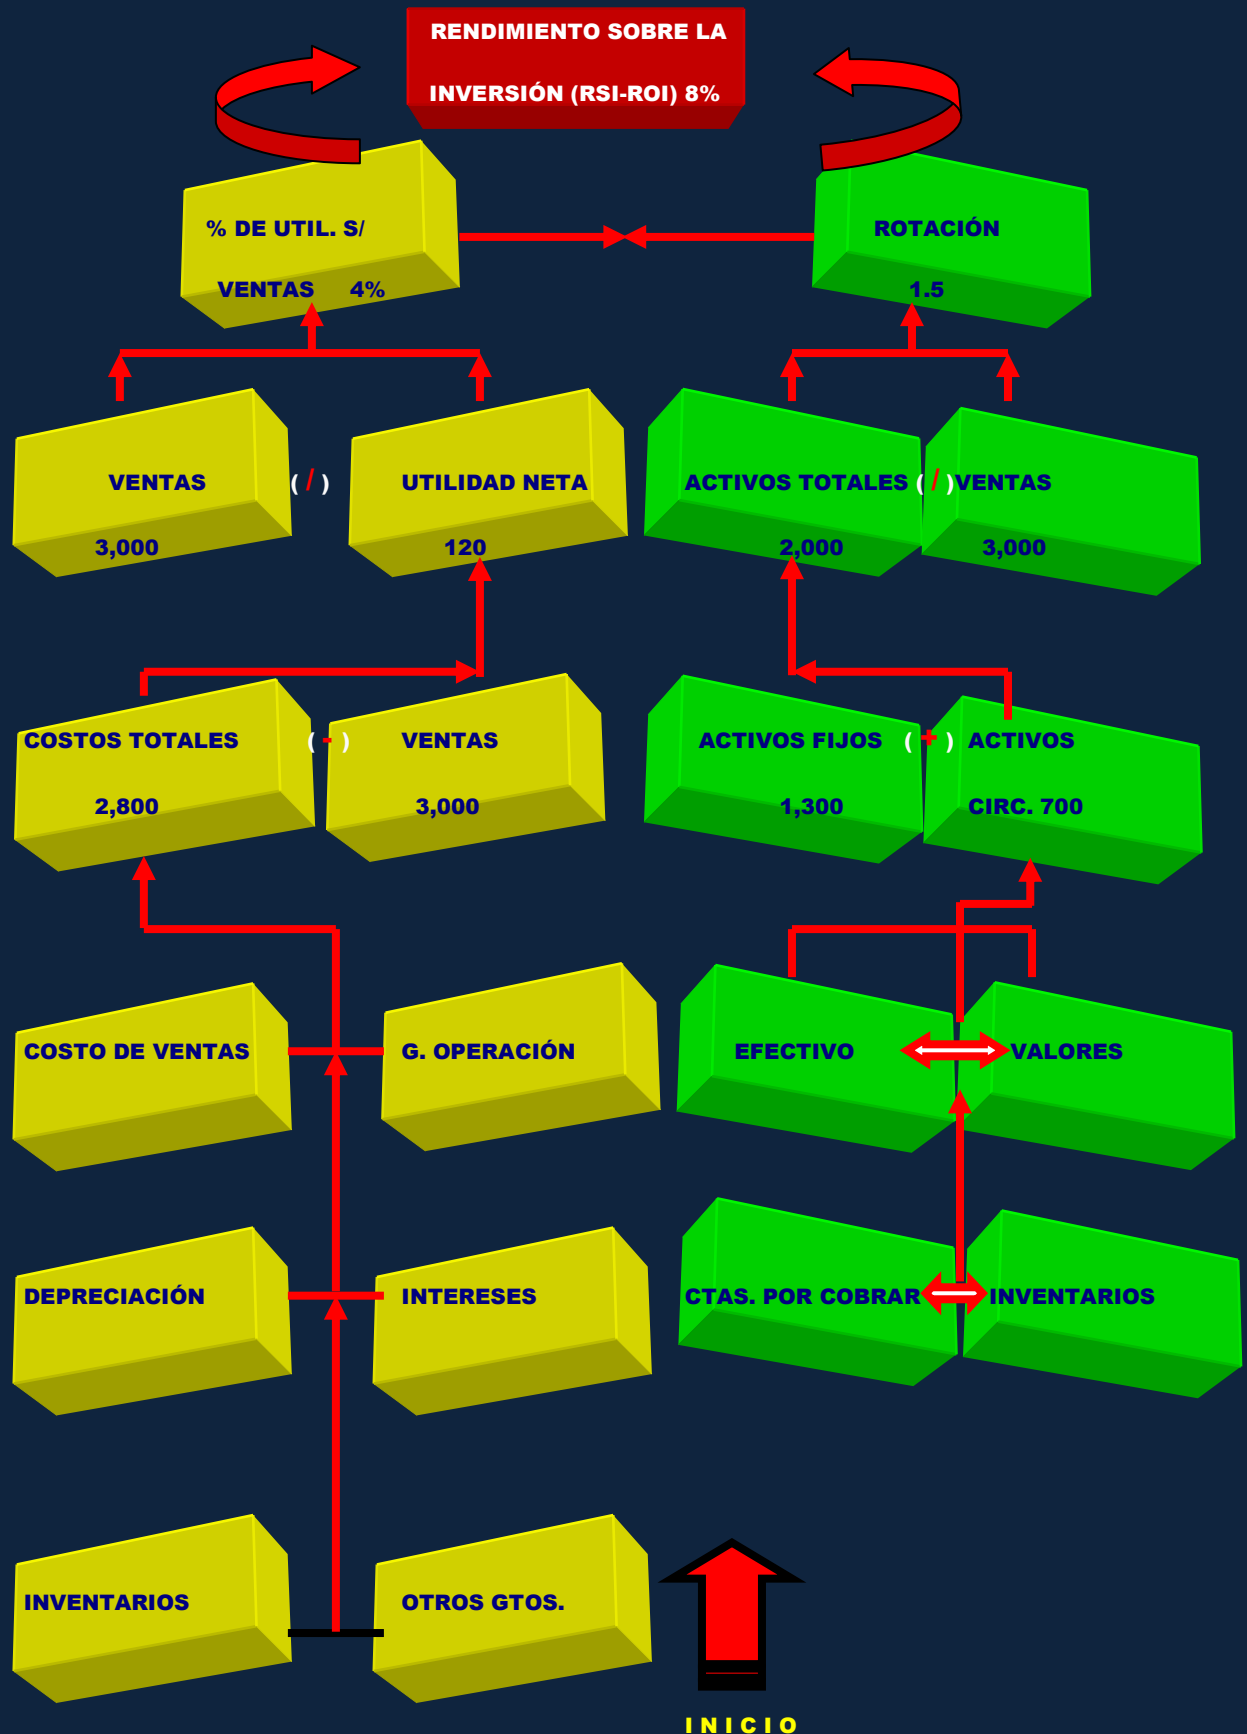 RENDIMIENTO SOBRE LA
INVERSIÓN (RSI-ROI) 8%
% DE UTIL. S/
VENTAS 4%
ROTACIÓN
1.5
VENTAS ( / ) UTILIDAD NETA
3,000 120
ACTIVOS TOTALES ( / ) VENTAS
2,000 3,000
COSTOS TOTALES ( - ) VENTAS
2,800 3,000
ACTIVOS FIJOS ( + ) ACTIVOS
1,300 CIRC. 700
COSTO DE VENTAS G. OPERACIÓN
EFECTIVO VALORES
DEPRECIACIÓN INTERESES
CTAS. POR COBRAR INVENTARIOS
INVENTARIOS OTROS GTOS.
I N I C I O